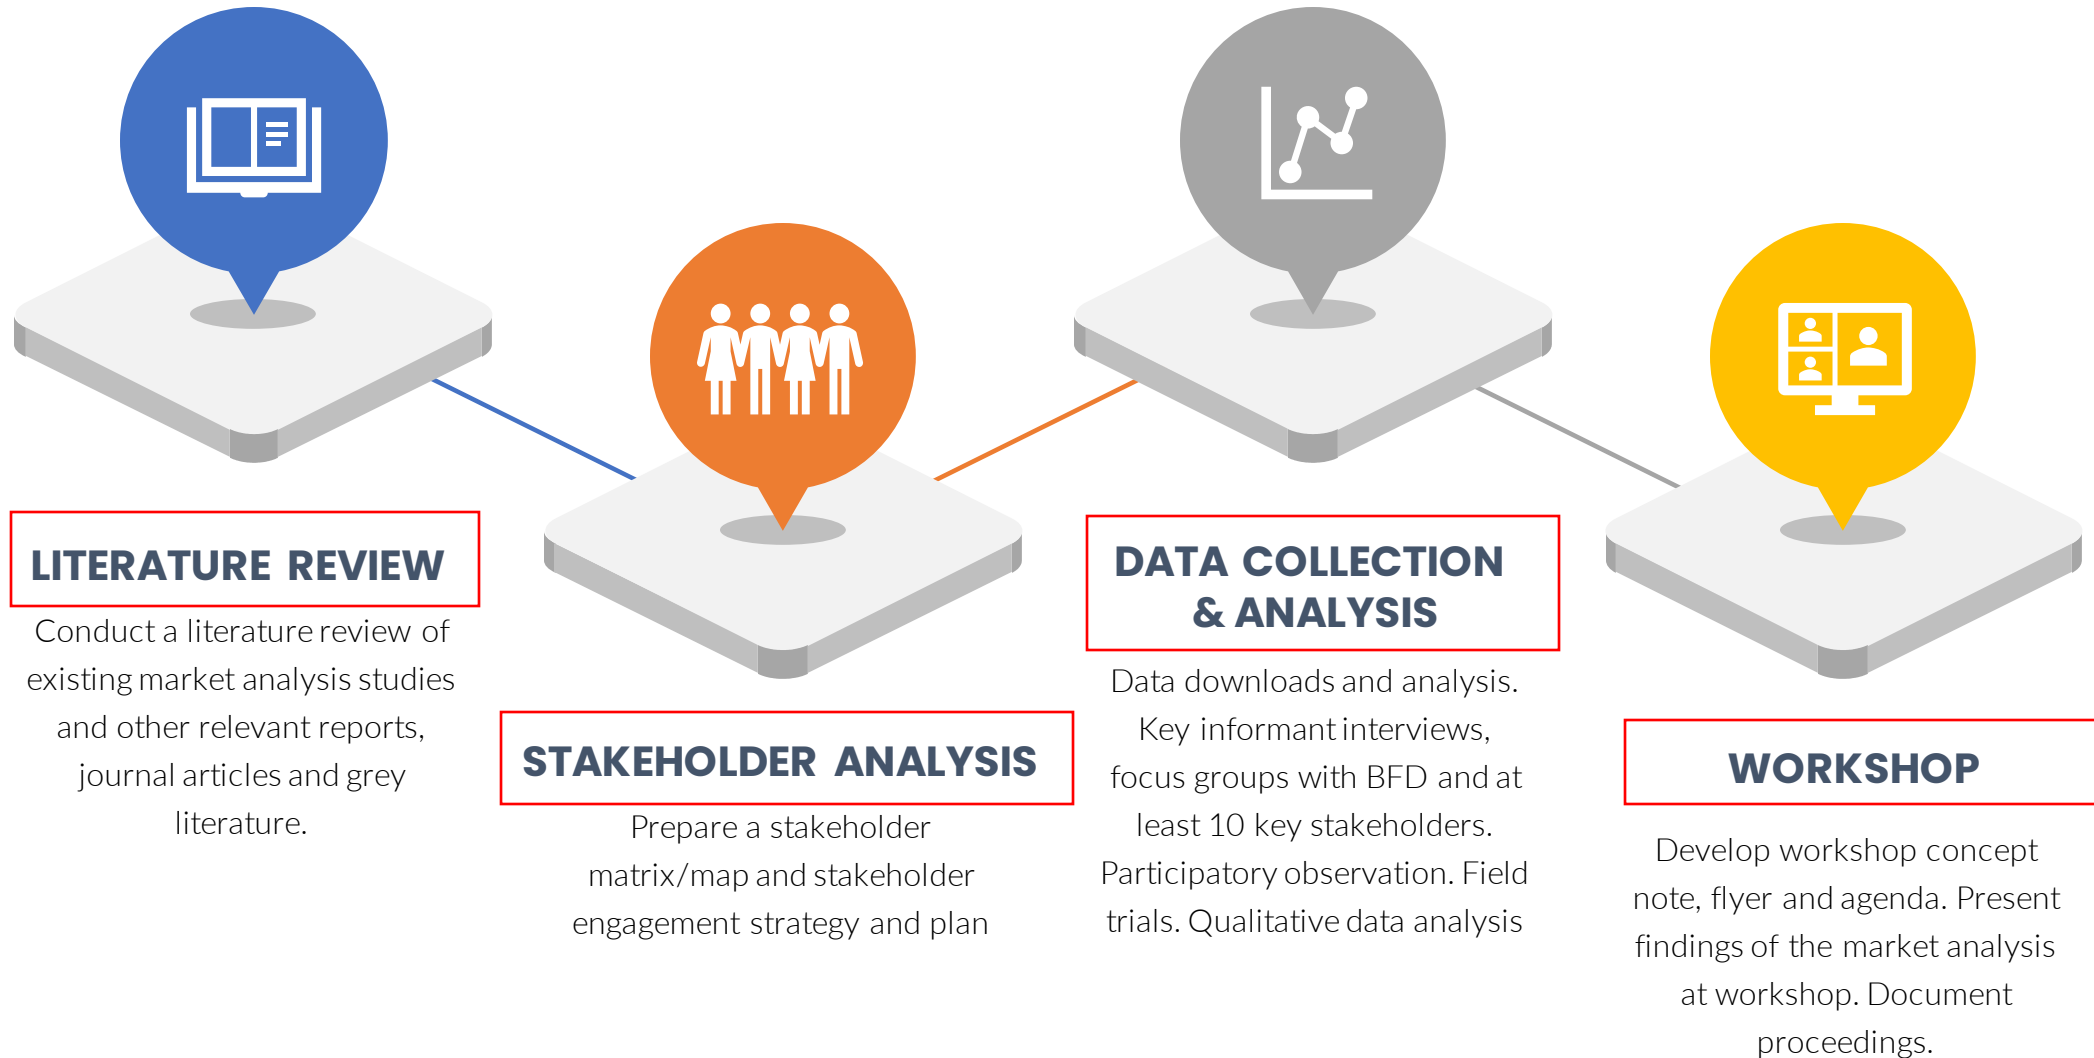 LITERATURE REVIEW
Conduct a literature review of
existing market analysis studies
and other relevant reports,
journal articles and grey
literature.
STAKEHOLDER ANALYSIS
Prepare a stakeholder
matrix/map and stakeholder
engagement strategy and plan
DATA COLLECTION
& ANALYSIS
Data downloads and analysis.
Key informant interviews,
focus groups with BFD and at
least 10 key stakeholders.
Participatory observation. Field
trials. Qualitative data analysis
WORKSHOP
Develop workshop concept
note, flyer and agenda. Present
findings of the market analysis
at workshop. Document
proceedings.